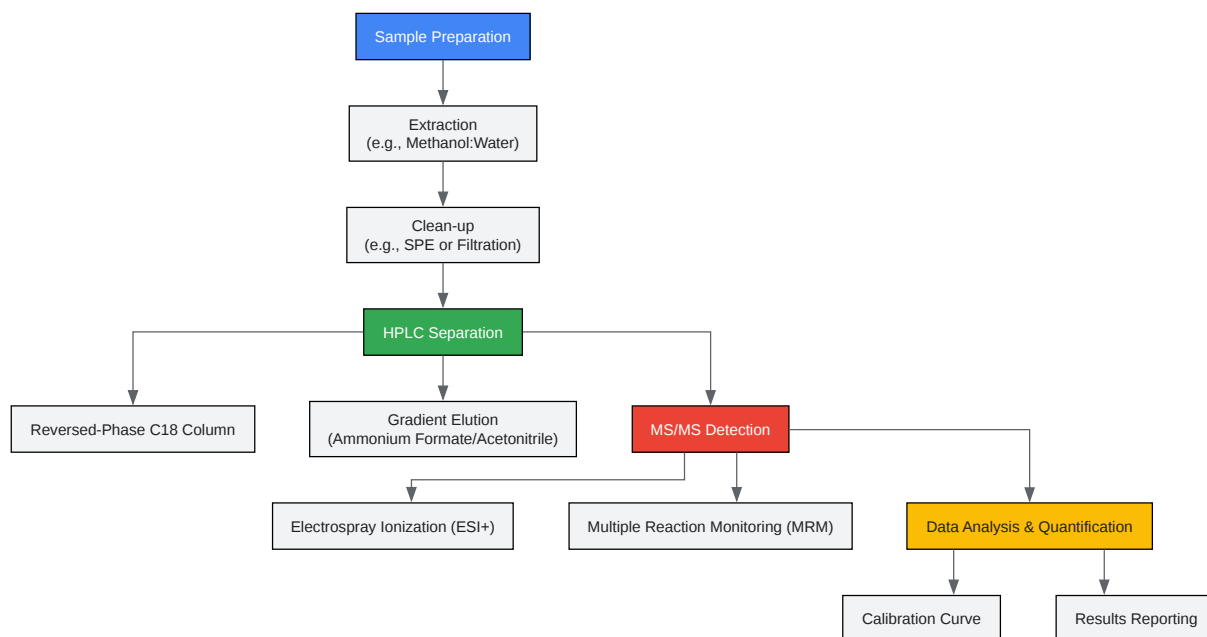 Sample Preparation
Extraction
(e.g., Methanol:Water)
Clean-up
(e.g., SPE or Filtration)
HPLC Separation
Reversed-Phase C18 Column
Gradient Elution
(Ammonium Formate/Acetonitrile)
MS/MS Detection
Electrospray Ionization (ESI+)
Multiple Reaction Monitoring (MRM)
Data Analysis & Quantification
Calibration Curve
Results Reporting